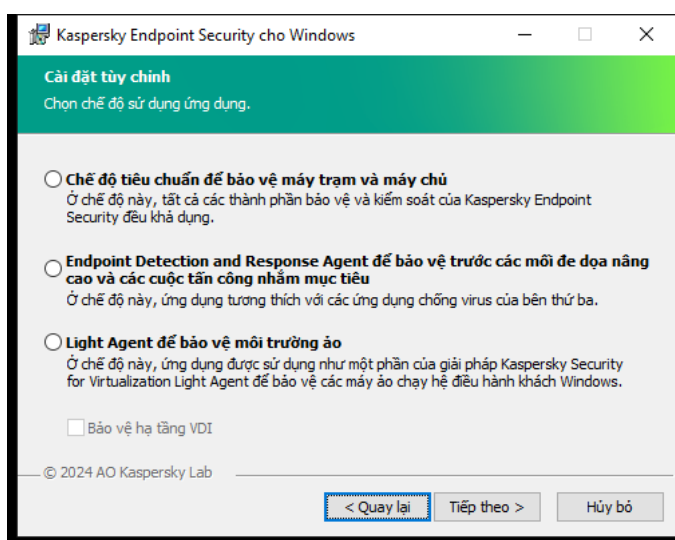 Kaspersky Endpoint Security cho Windows
Cài đặt tùy chỉnh
Chọn chế độ sử dụng ứng dụng.
Chế độ tiêu chuẩn để bảo vệ máy trạm và máy chủ
Ở chế độ này, tất cả các thành phần bảo vệ và kiểm soát của Kaspersky Endpoint
Security đều khả dụng.
Endpoint Detection and Response Agent để bảo vệ trước các mối đe dọa nâng
cao và các cuộc tấn công nhắm mục tiêu
Ở chế độ này, ứng dụng tương thích với các ứng dụng chống virus của bên thứ ba.
Light Agent để bảo vệ môi trường ảo
Ở chế độ này, ứng dụng được sử dụng như một phần của giải pháp Kaspersky Security
for Virtualization Light Agent để bảo vệ các máy ảo chạy hệ điều hành khách Windows.
Bảo vệ hạ tầng VDI
© 2024 AO Kaspersky Lab
< Quay lại Tiếp theo > Hủy bỏ